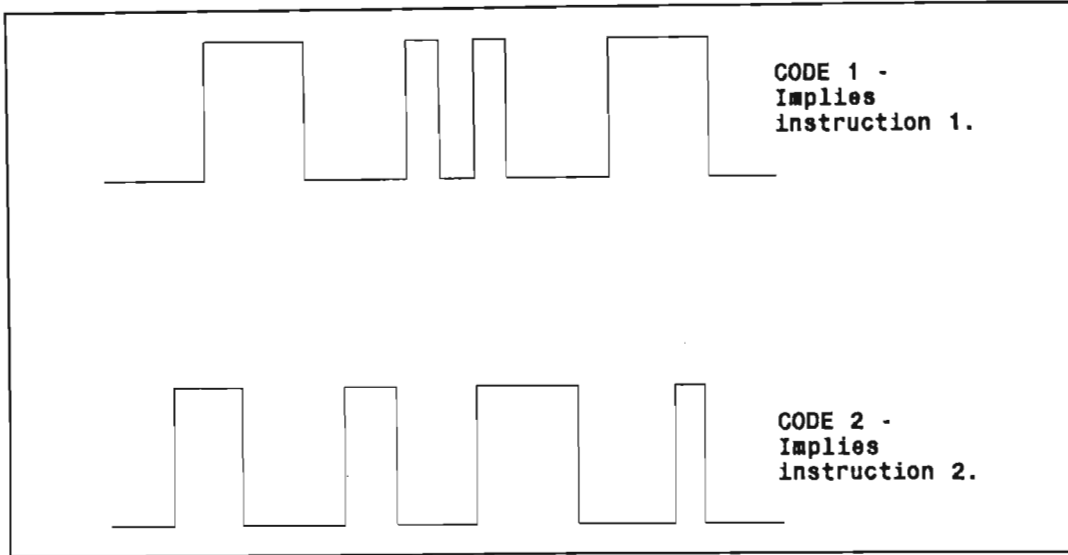 CODE 1 -
Implies
instruction 1.
CODE 2 -
Implies
instruction 2.